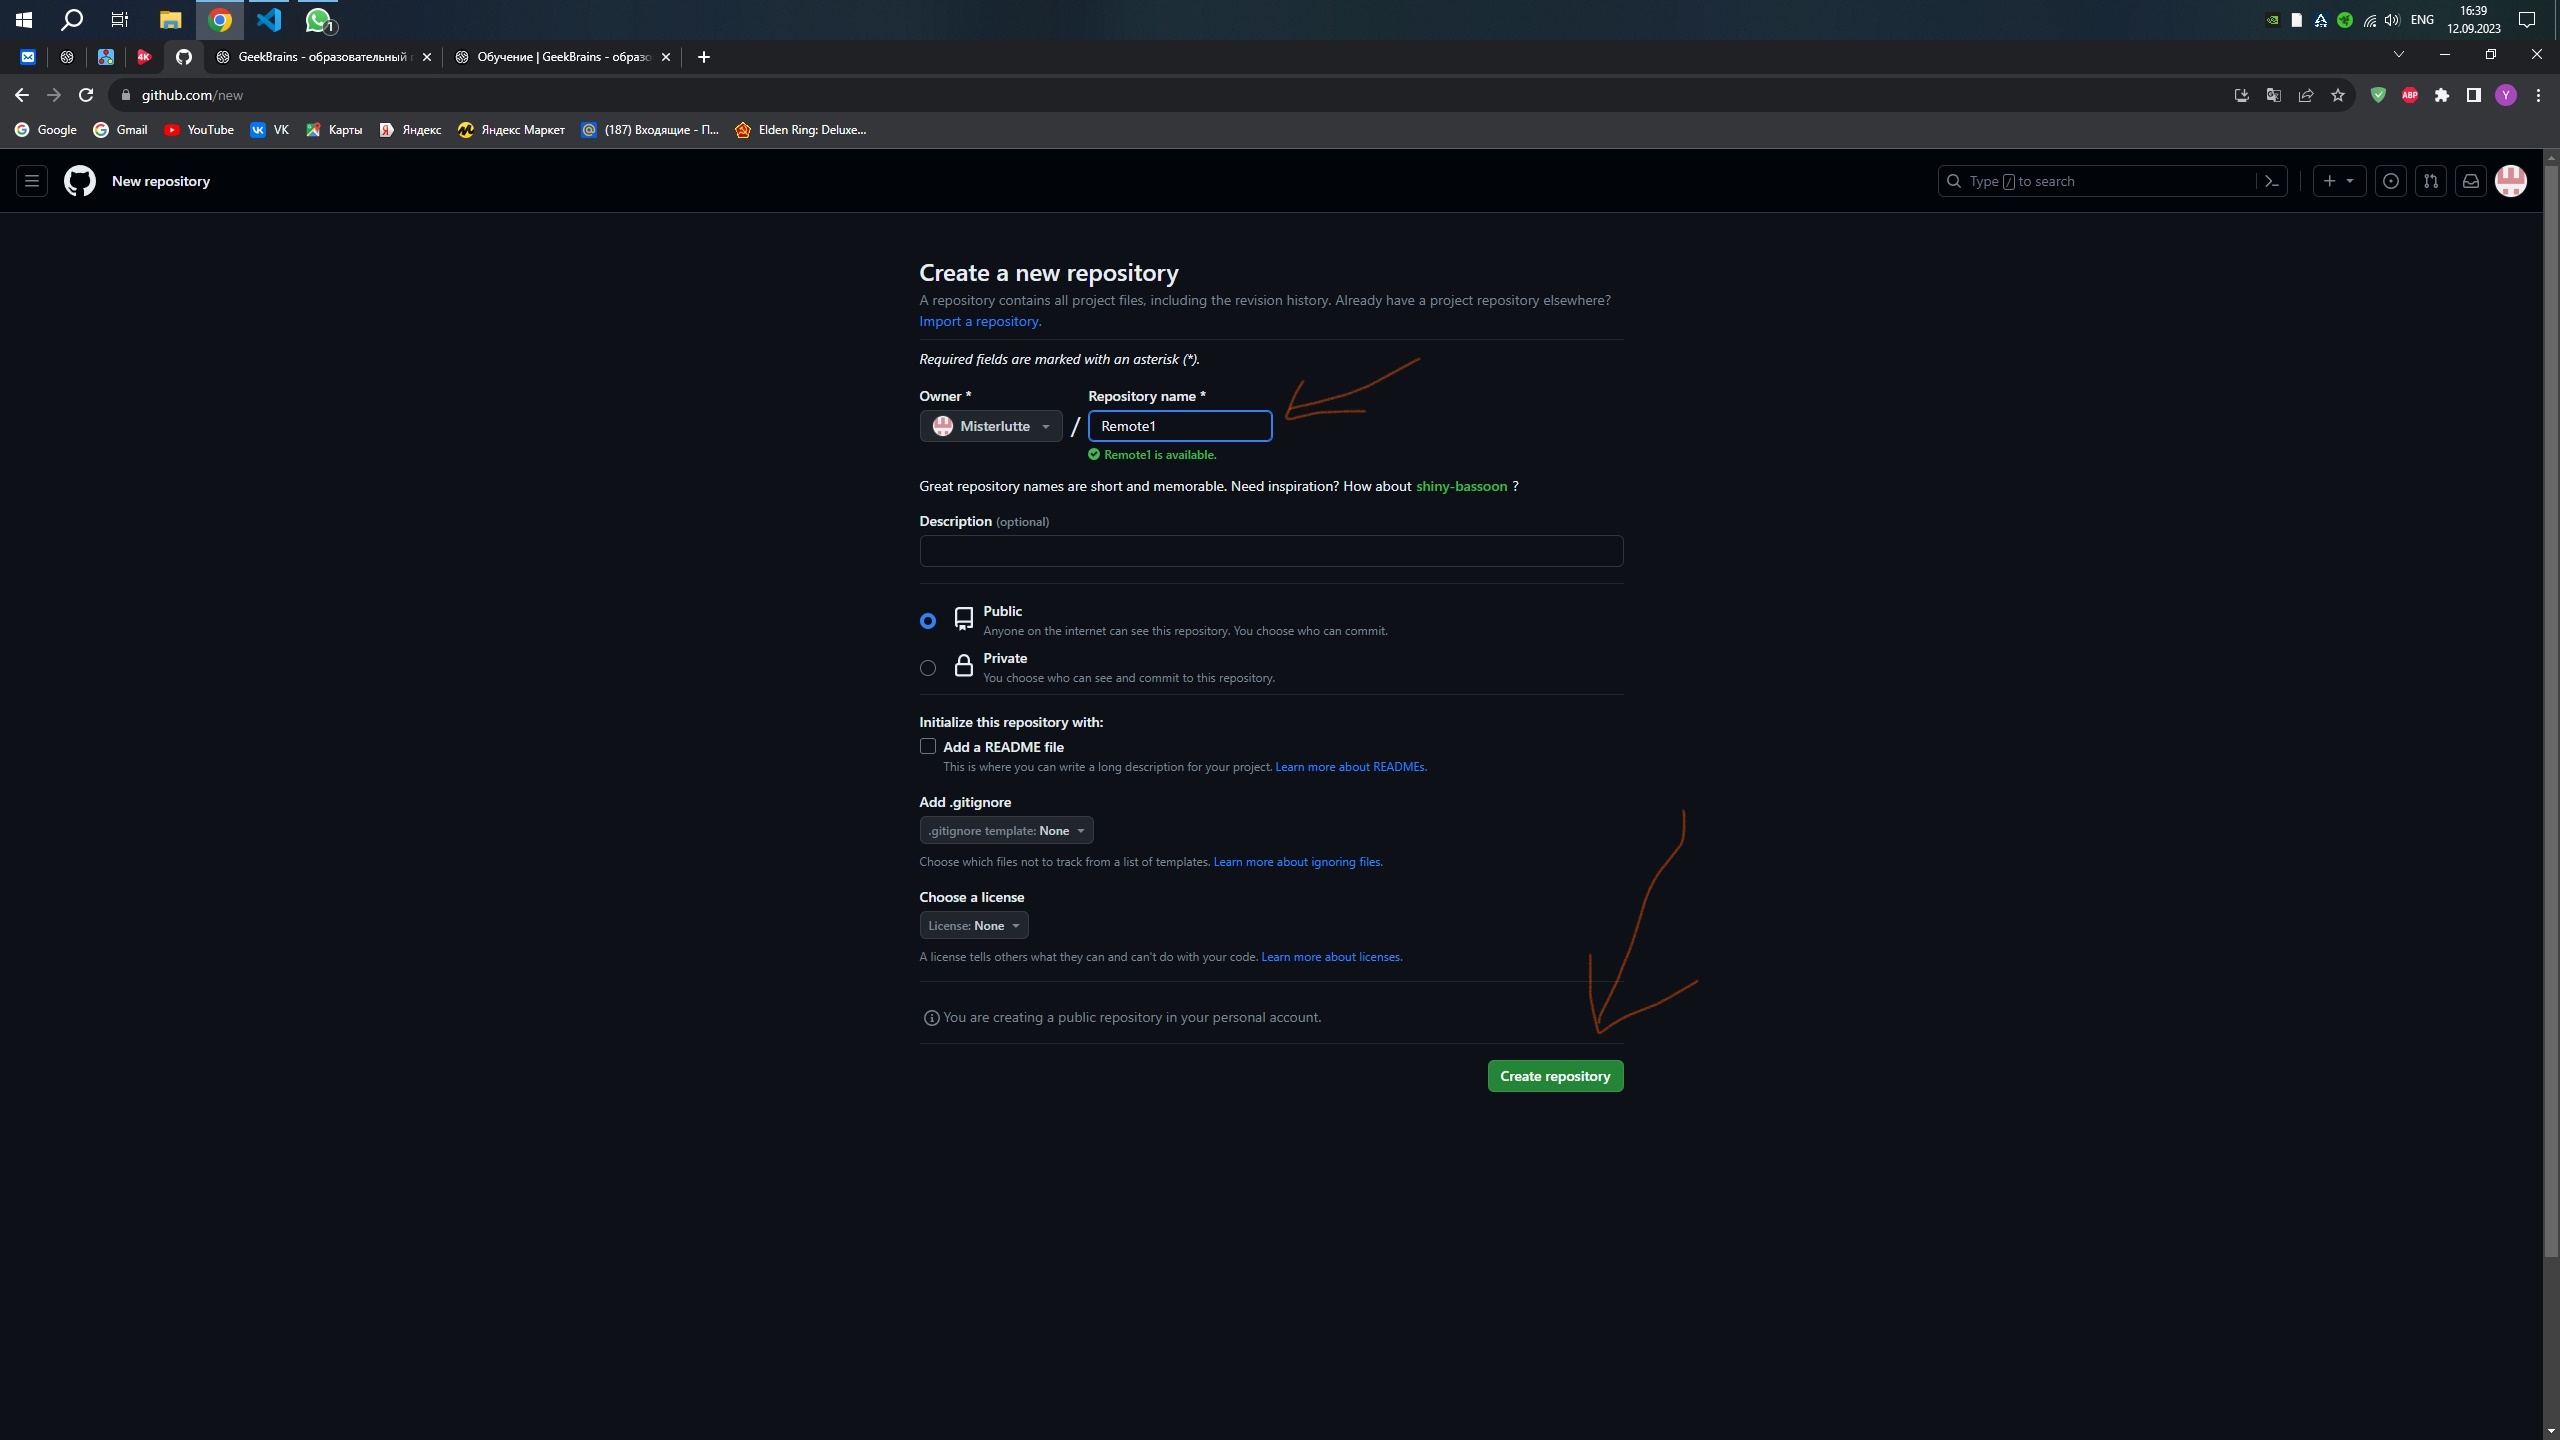 1
ENG
16:39
12.09.2023
4K
GeekBrains - образовательный
Обучение | GeekBrains - образо
github.com/new
ABP
Y
Google
Gmail
YouTube
VK
Карты
Яндекс
Яндекс Маркет
(187) Входящие - П...
Elden Ring: Deluxe...
New repository
Type / to search
Create a new repository
A repository contains all project files, including the revision history. Already have a project repository elsewhere?
Import a repository.
Required fields are marked with an asterisk (*).
Owner *
Repository name *
Misterlutte
/
Remote1
Remote1 is available.
Great repository names are short and memorable. Need inspiration? How about shiny-bassoon ?
Description (optional)
Public
Anyone on the internet can see this repository. You choose who can commit.
Private
You choose who can see and commit to this repository.
Initialize this repository with:
Add a README file
This is where you can write a long description for your project. Learn more about READMEs.
Add .gitignore
.gitignore template: None
Choose which files not to track from a list of templates. Learn more about ignoring files.
Choose a license
License: None
A license tells others what they can and can't do with your code. Learn more about licenses.
You are creating a public repository in your personal account.
Create repository